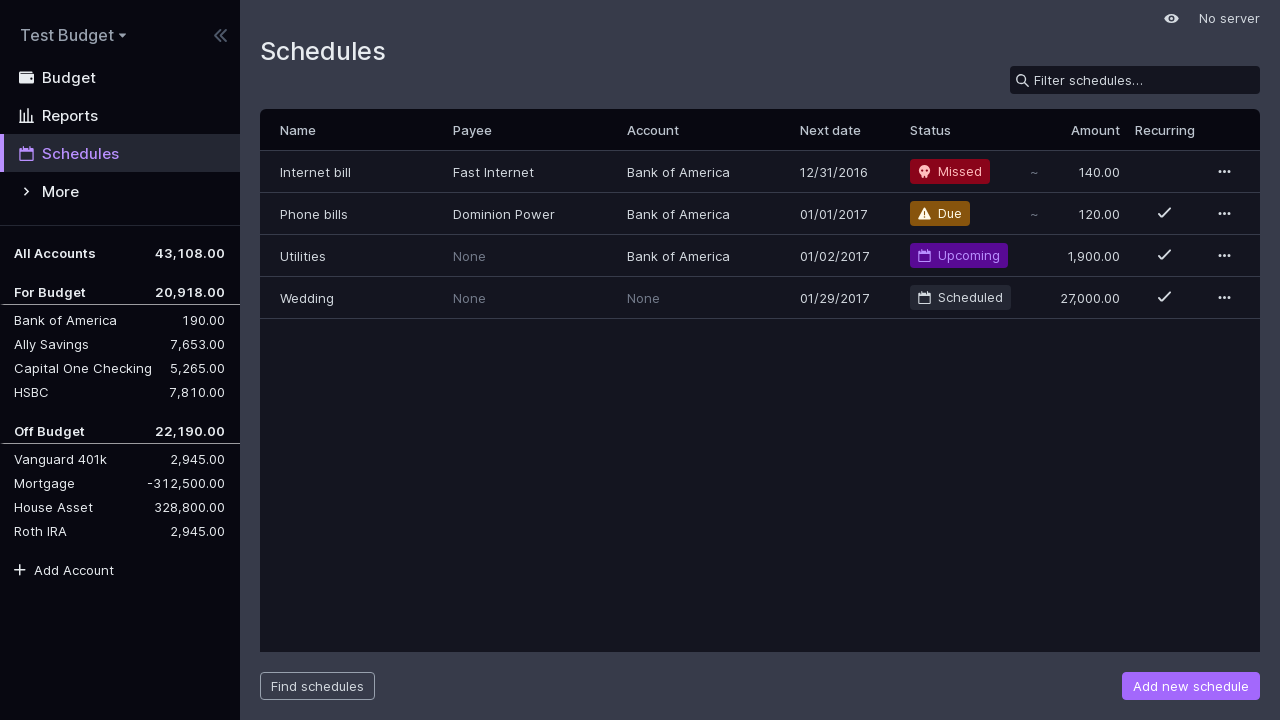 Test Budget
Budget
Reports
Schedules
More
All Accounts 43,108.00
For Budget 20,918.00
Bank of America 190.00
Ally Savings 7,653.00
Capital One Checking 5,265.00
HSBC 7,810.00
Off Budget 22,190.00
Vanguard 401k 2,945.00
Mortgage -312,500.00
House Asset 328,800.00
Roth IRA 2,945.00
Add Account
No server
Schedules
Filter schedules…
Name Payee Account Next date Status Amount Recurring
Internet bill Fast Internet Bank of America 12/31/2016 Missed ~ 140.00
Phone bills Dominion Power Bank of America 01/01/2017 Due ~ 120.00
Utilities None Bank of America 01/02/2017 Upcoming 1,900.00
Wedding None None 01/29/2017 Scheduled 27,000.00
Find schedules
Add new schedule